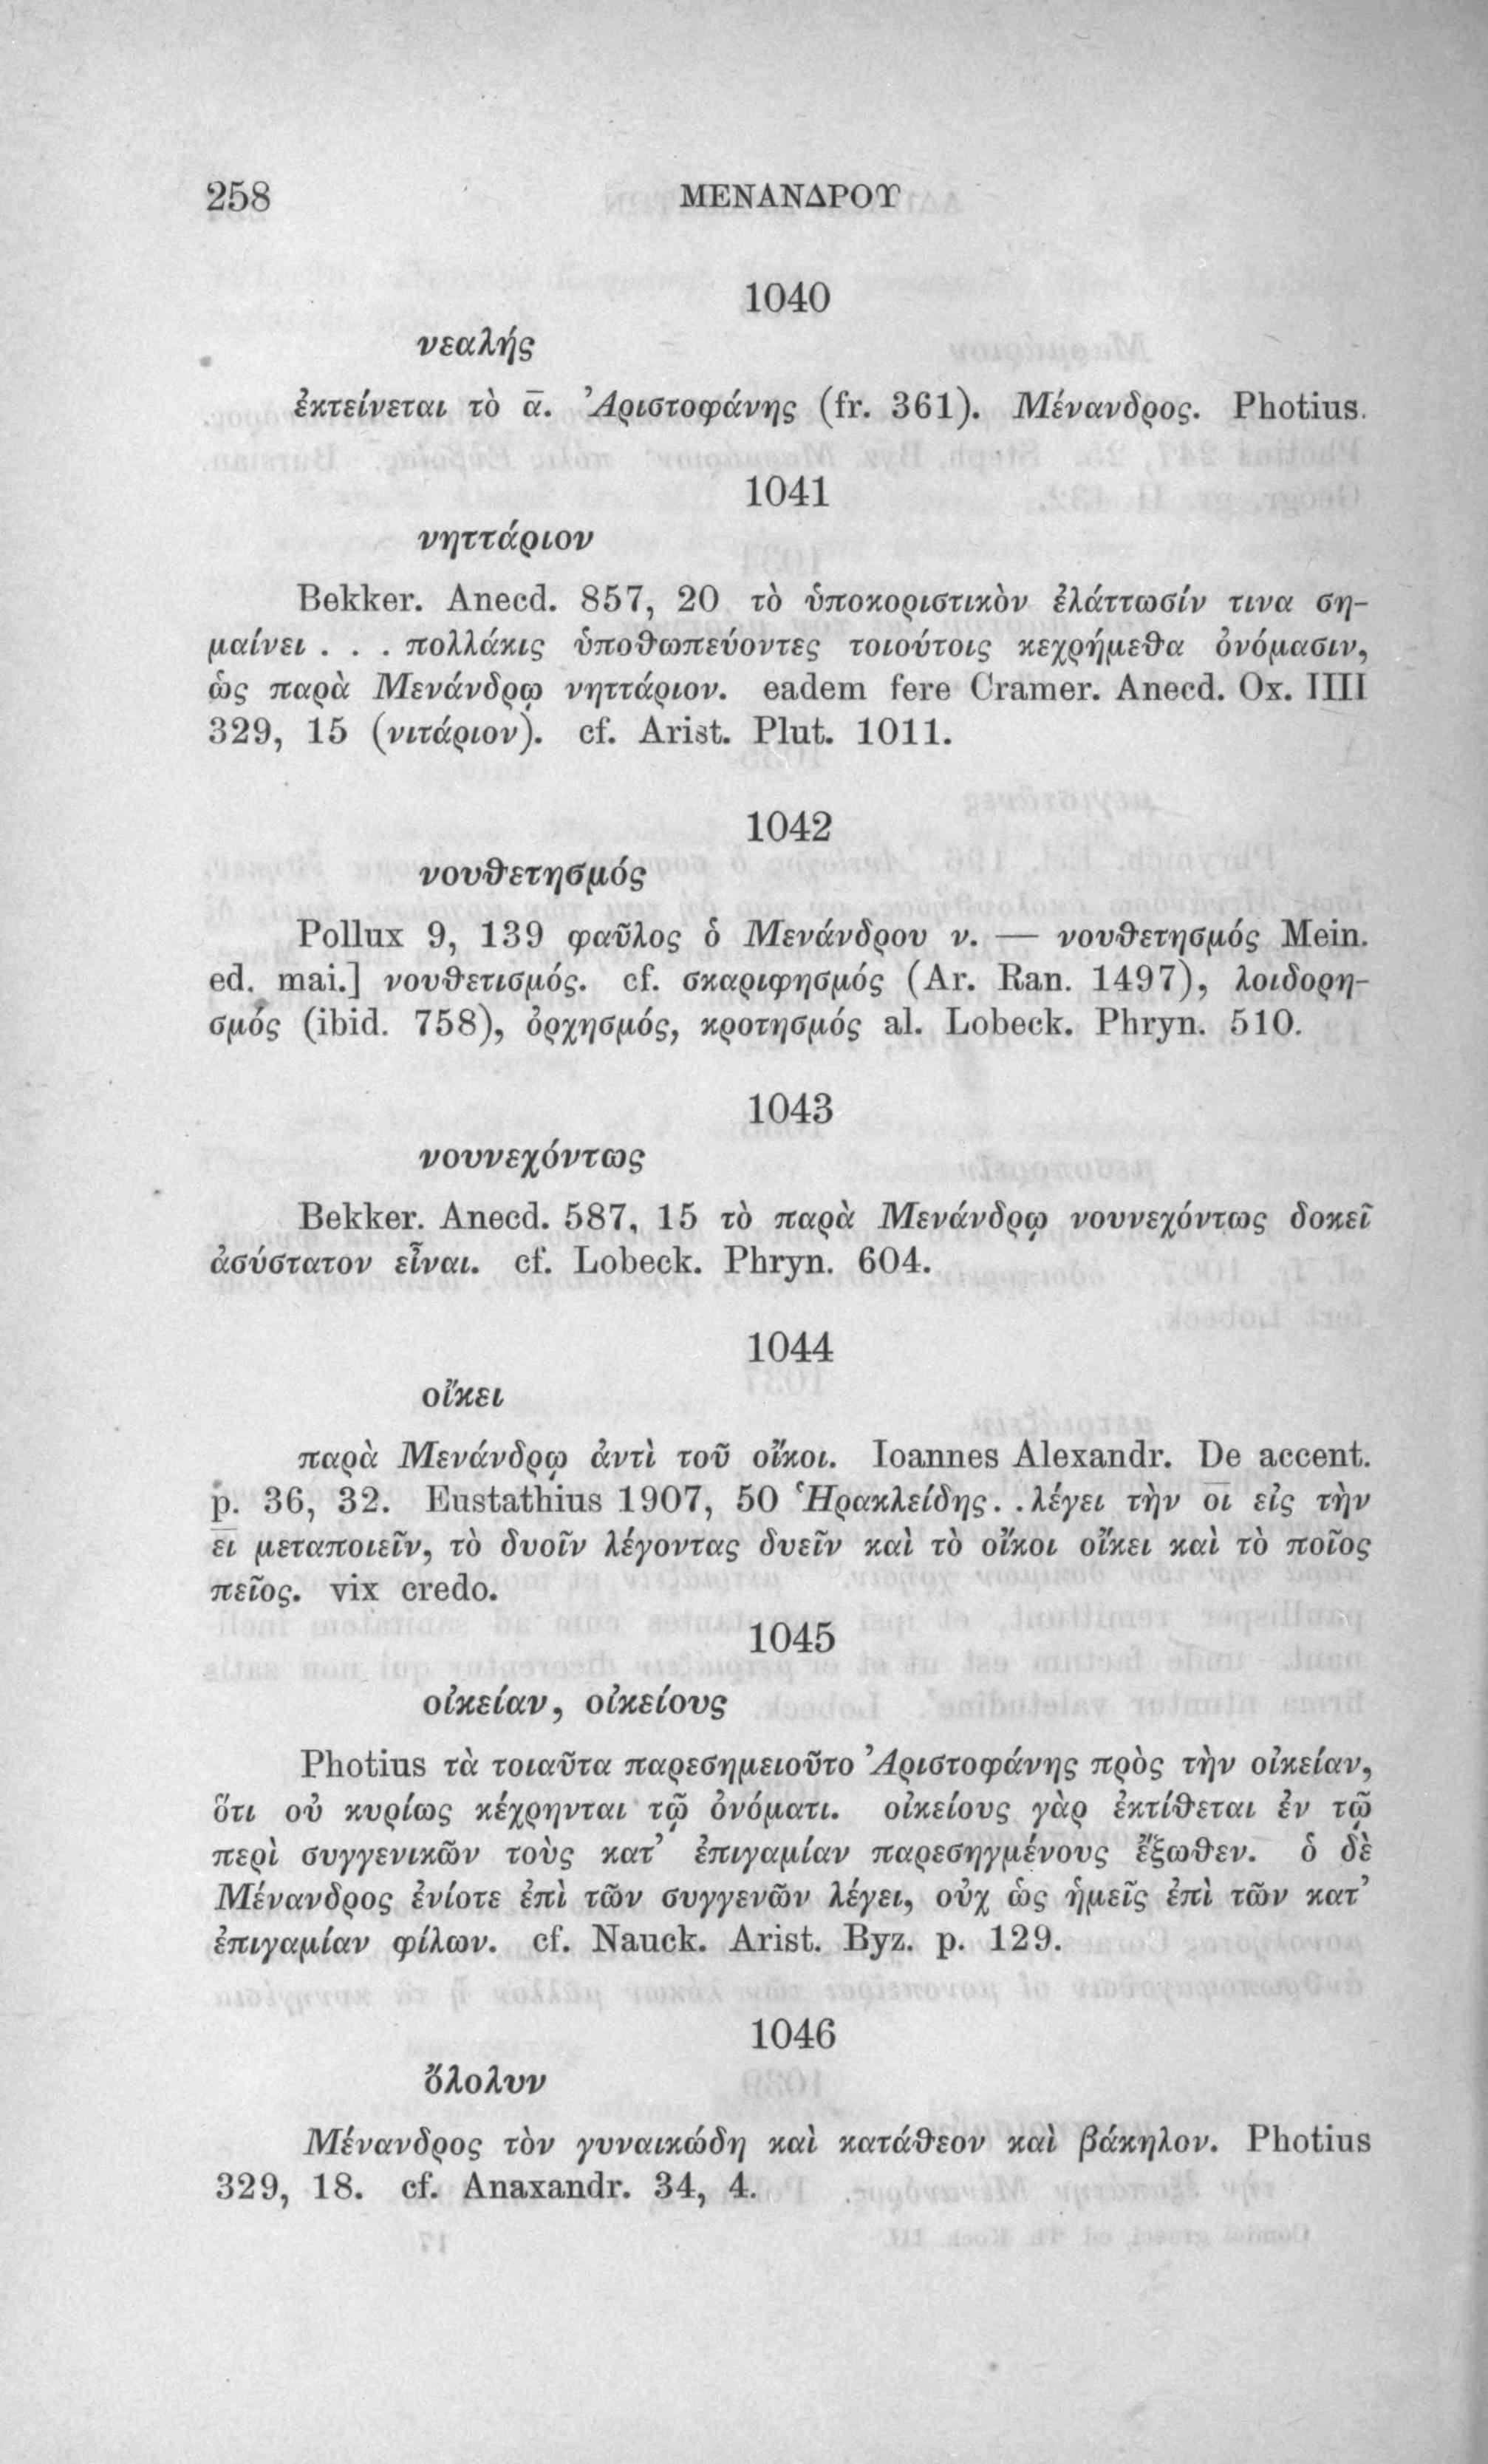 258 ΜΕΝΑΝΔΡΟΥ
1040
νεαλής
ἐκτείνεται τὸ ᾱ. Ἀριστοφάνης (fr. 361). Μένανδρος. Photius.
1041
νηττάριον
Bekker. Anecd. 857, 20 τὸ ὑποκοριστικὸν ἐλάττωσίν τινα ση-
μαίνει . . . πολλάκις ὑποθωπεύοντες τοιούτοις κεχρήμεθα ὀνόμασιν,
ὡς παρὰ Μενάνδρῳ νηττάριον. eadem fere Cramer. Anecd. Ox. IIII
329, 15 (νιτάριον). cf. Arist. Plut. 1011.
1042
νουθετησμός
Pollux 9, 139 φαῦλος ὁ Μενάνδρου ν. — νουθετησμός Mein.
ed. mai.] νουθετισμός. cf. σκαριφησμός (Ar. Ran. 1497), λοιδορη-
σμός (ibid. 758), ὀρχησμός, κροτησμός al. Lobeck. Phryn. 510.
1043
νουνεχόντως
Bekker. Anecd. 587, 15 τὸ παρὰ Μενάνδρῳ νουνεχόντως δοκεῖ
ἀσύστατον εἶναι. cf. Lobeck. Phryn. 604.
1044
οἴκει
παρὰ Μενάνδρῳ ἀντὶ τοῦ οἴκοι. Ioannes Alexandr. De accent.
p. 36, 32. Eustathius 1907, 50 Ἡρακλείδης. . λέγει τὴν ο̅ι̅ εἰς τὴν
ε̅ι̅ μεταποιεῖν, τὸ δυοῖν λέγοντας δυεῖν καὶ τὸ οἴκοι οἴκει καὶ τὸ ποῖος
πεῖος. vix credo.
1045
οἰκείαν, οἰκείους
Photius τὰ τοιαῦτα παρεσημειοῦτο Ἀριστοφάνης πρὸς τὴν οἰκείαν,
ὅτι οὐ κυρίως κέχρηνται τῷ ὀνόματι. οἰκείους γὰρ ἐκτίθεται ἐν τῷ
περὶ συγγενικῶν τοὺς κατ’ ἐπιγαμίαν παρεσηγμένους ἔξωθεν. ὁ δὲ
Μένανδρος ἐνίοτε ἐπὶ τῶν συγγενῶν λέγει, οὐχ ὡς ἡμεῖς ἐπὶ τῶν κατ’
ἐπιγαμίαν φίλων. cf. Nauck. Arist. Byz. p. 129.
1046
ὄλολυν
Μένανδρος τὸν γυναικώδη καὶ κατάθεον καὶ βάκηλον. Photius
329, 18. cf. Anaxandr. 34, 4.